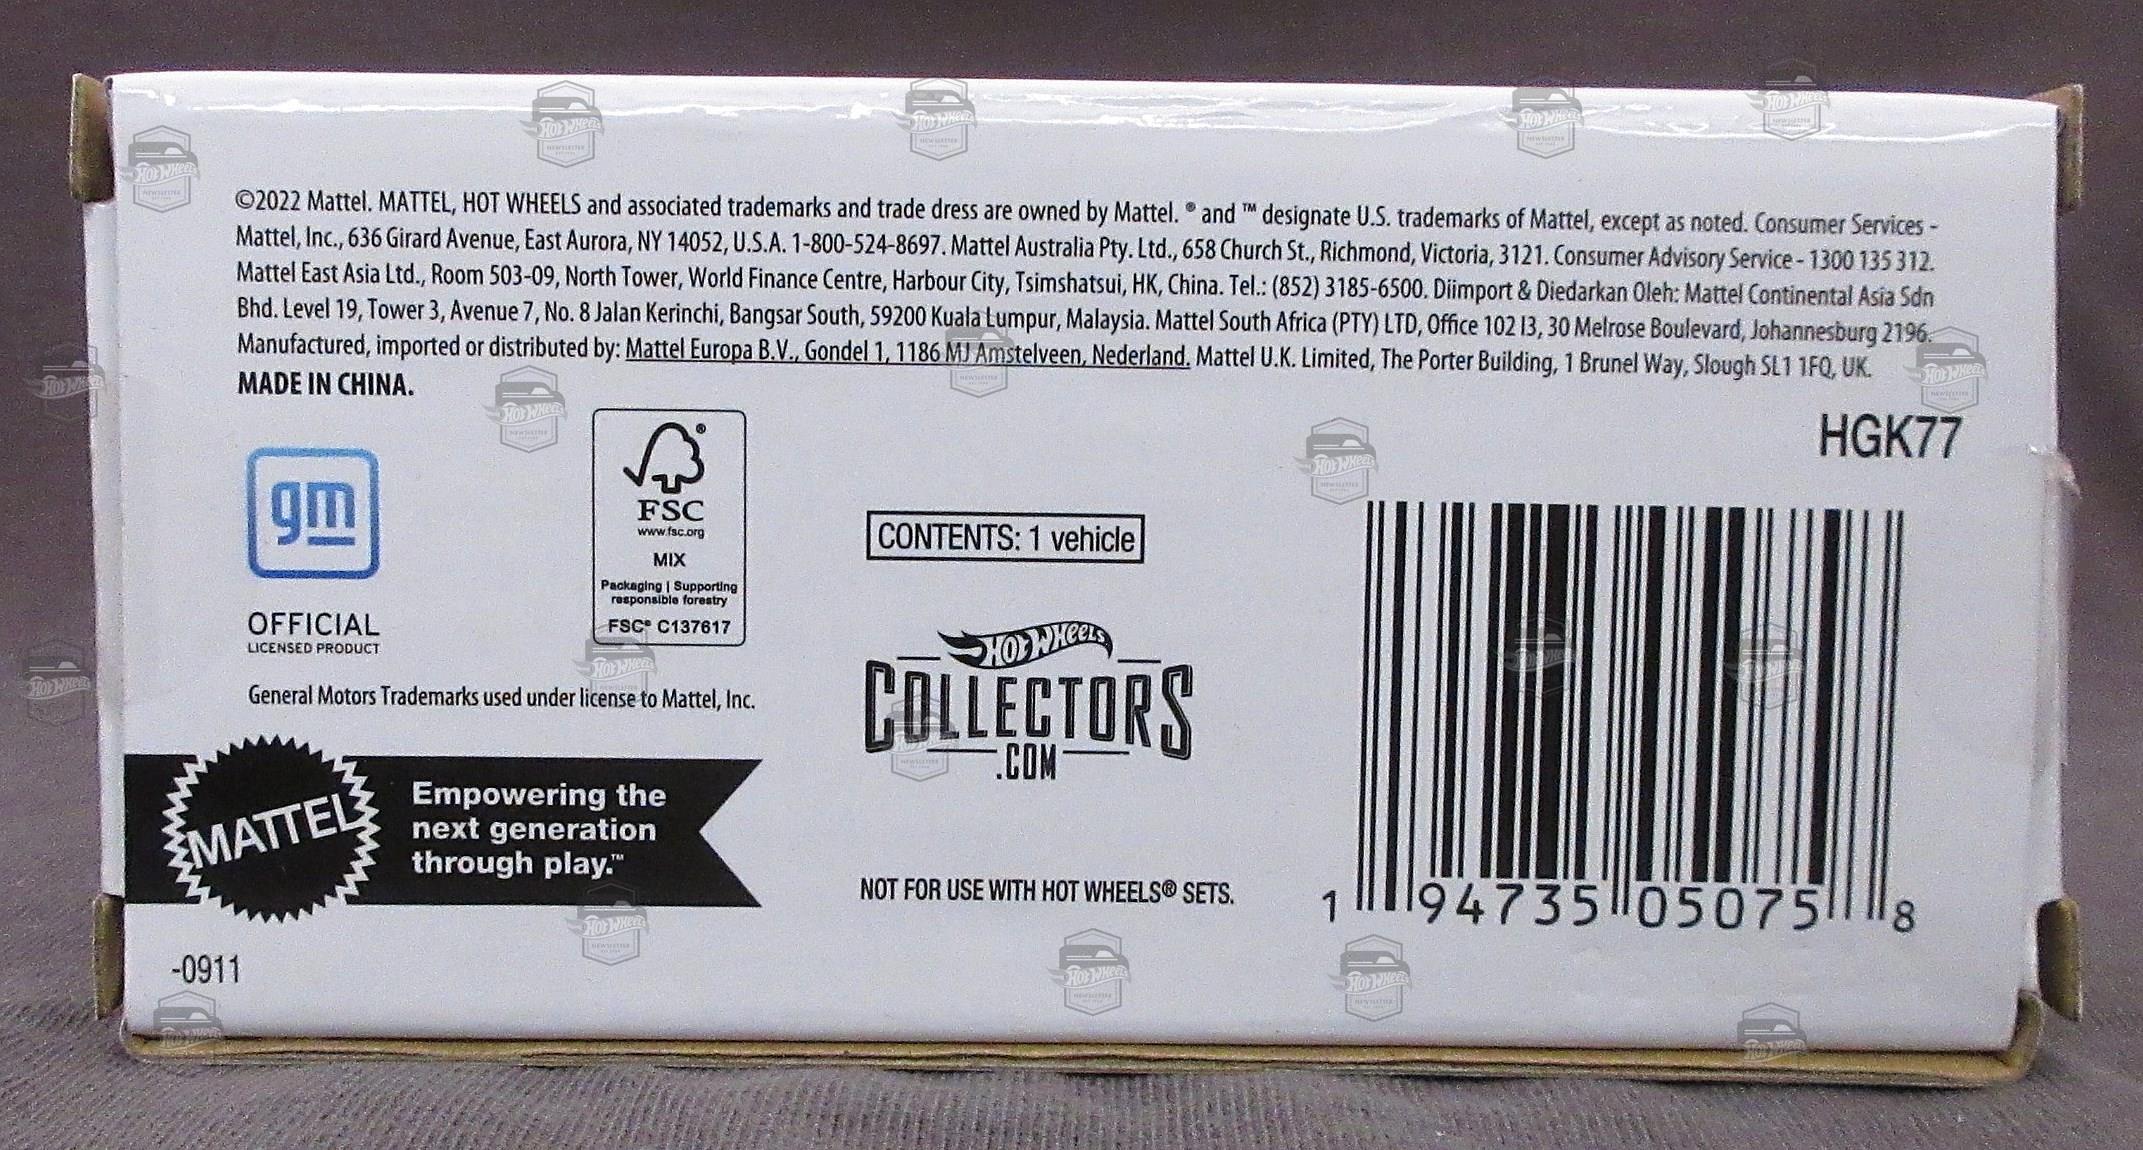 ©2022 Mattel. MATTEL, HOT WHEELS and associated trademarks and trade dress are owned by Mattel. ® and ™ designate U.S. trademarks of Mattel, except as noted. Consumer Services -
Mattel, Inc., 636 Girard Avenue, East Aurora, NY 14052, U.S.A. 1-800-524-8697. Mattel Australia Pty. Ltd., 658 Church St., Richmond, Victoria, 3121. Consumer Advisory Service - 1300 135 312.
Mattel East Asia Ltd., Room 503-09, North Tower, World Finance Centre, Harbour City, Tsimshatsui, HK, China. Tel.: (852) 3185-6500. Diimport & Diedarkan Oleh: Mattel Continental Asia Sdn
Bhd. Level 19, Tower 3, Avenue 7, No. 8 Jalan Kerinchi, Bangsar South, 59200 Kuala Lumpur, Malaysia. Mattel South Africa (PTY) LTD, Office 102 I3, 30 Melrose Boulevard, Johannesburg 2196.
Manufactured, imported or distributed by: Mattel Europa B.V., Gondel 1, 1186 MJ Amstelveen, Nederland. Mattel U.K. Limited, The Porter Building, 1 Brunel Way, Slough SL1 1FQ, UK.
MADE IN CHINA.
HGK77
gm
OFFICIAL
LICENSED PRODUCT
General Motors Trademarks used under license to Mattel, Inc.
®
FSC
www.fsc.org
MIX
Packaging | Supporting
responsible forestry
FSC® C137617
CONTENTS: 1 vehicle
HOT WHEELS
COLLECTORS
.COM
NOT FOR USE WITH HOT WHEELS® SETS.
1 94735 05075 8
MATTEL
Empowering the
next generation
through play.™
-0911